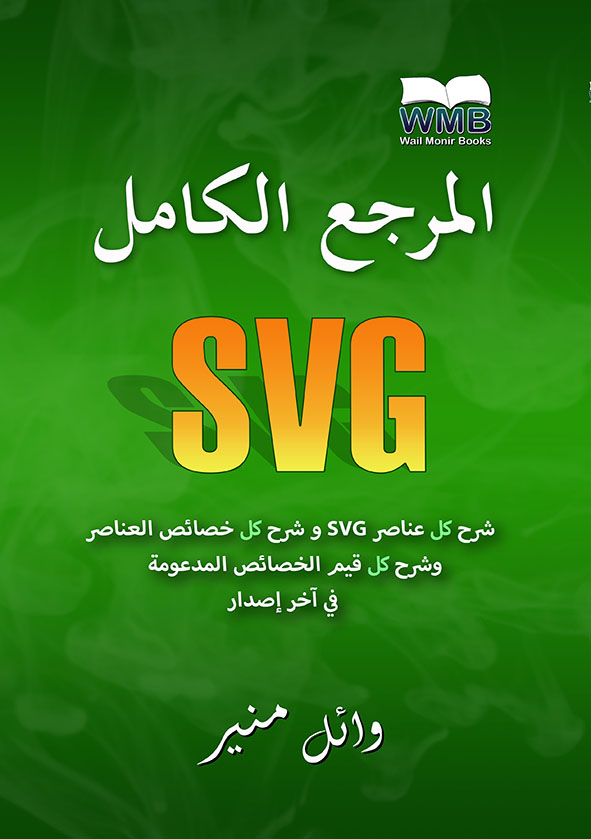 WMB
Wail Monir Books
المرجع الكامل
SVG
شرح كل عناصر SVG و شرح كل خصائص العناصر
وشرح كل قيم الخصائص المدعومة
في آخر إصدار
وائل منير